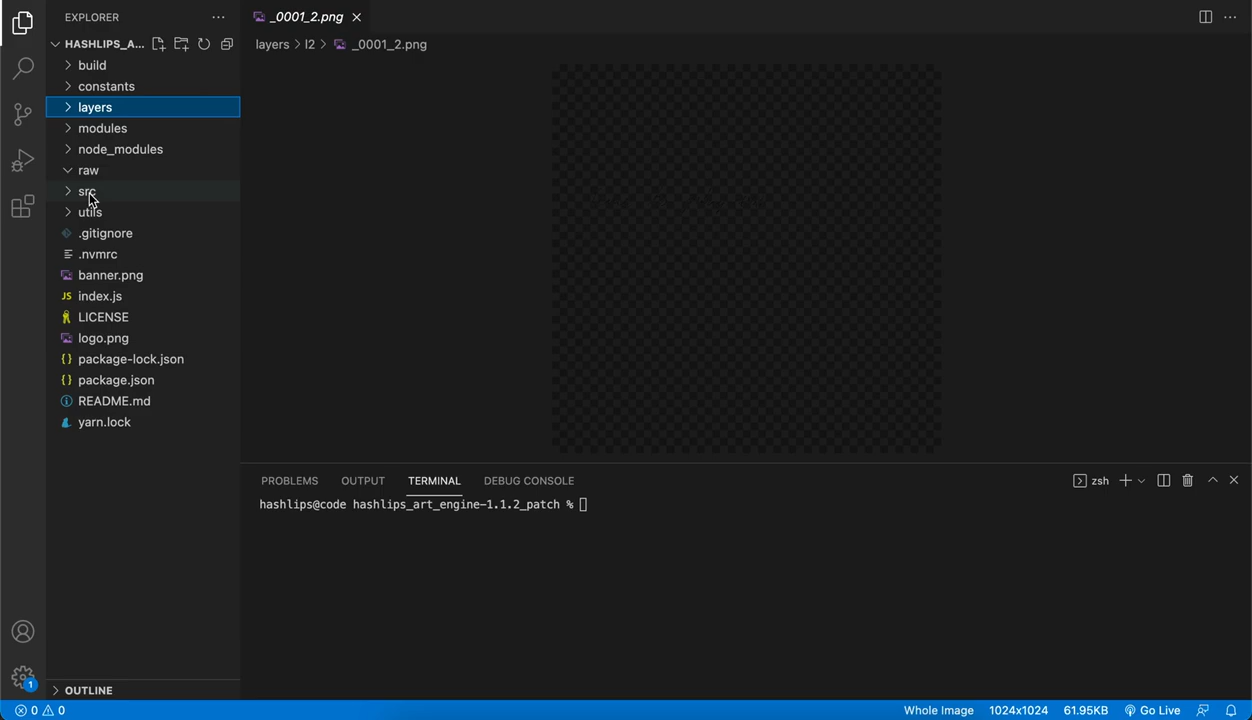 EXPLORER
_0001_2.png
HASHLIPS_A...
layers > l2 > _0001_2.png
build
constants
layers
modules
node_modules
raw
src
utils
.gitignore
.nvmrc
banner.png
JS index.js
LICENSE
logo.png
{} package-lock.json
{} package.json
README.md
yarn.lock
PROBLEMS OUTPUT TERMINAL DEBUG CONSOLE
zsh
hashlips@code hashlips_art_engine-1.1.2_patch %
1
OUTLINE
0 0
Whole Image 1024x1024 61.95KB Go Live